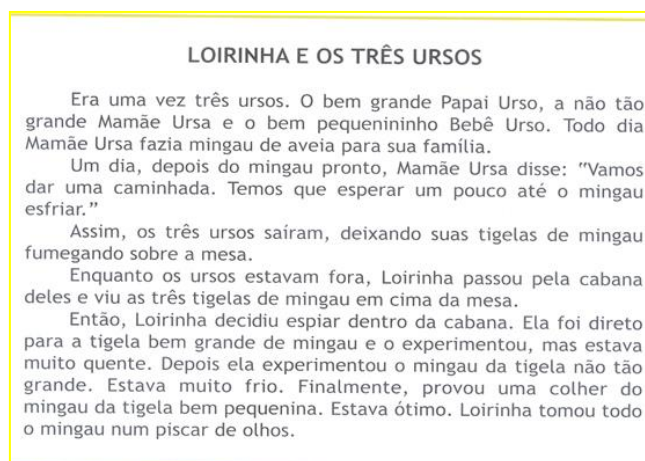 LOIRINHA E OS TRÊS URSOS
Era uma vez três ursos. O bem grande Papai Urso, a não tão
grande Mamãe Ursa e o bem pequenininho Bebê Urso. Todo dia
Mamãe Ursa fazia mingau de aveia para sua família.
Um dia, depois do mingau pronto, Mamãe Ursa disse: “Vamos
dar uma caminhada. Temos que esperar um pouco até o mingau
esfriar.”
Assim, os três ursos saíram, deixando suas tigelas de mingau
fumegando sobre a mesa.
Enquanto os ursos estavam fora, Loirinha passou pela cabana
deles e viu as três tigelas de mingau em cima da mesa.
Então, Loirinha decidiu espiar dentro da cabana. Ela foi direto
para a tigela bem grande de mingau e o experimentou, mas estava
muito quente. Depois ela experimentou o mingau da tigela não tão
grande. Estava muito frio. Finalmente, provou uma colher do
mingau da tigela bem pequenina. Estava ótimo. Loirinha tomou todo
o mingau num piscar de olhos.